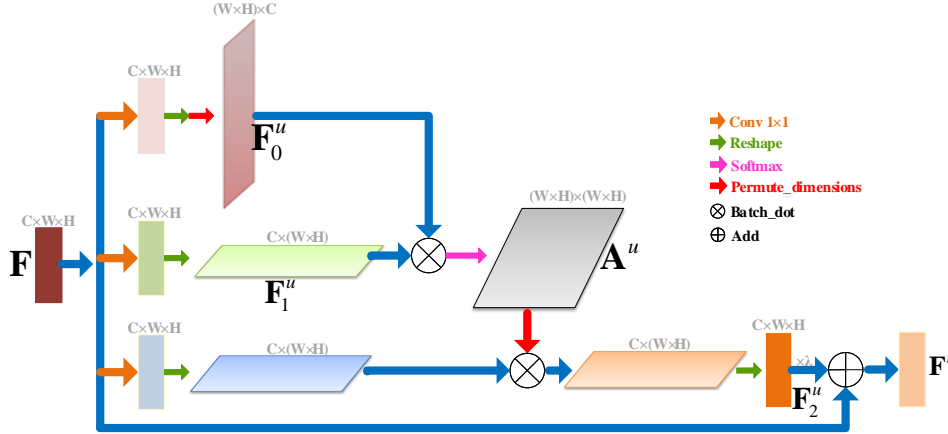 (W×H)×C
C×W×H
F₀ᵘ
Conv 1×1
Reshape
Softmax
Permute_dimensions
Batch_dot
Add
(W×H)×(W×H)
C×W×H
C×W×H
F
C×(W×H)
F₁ᵘ
Aᵘ
C×W×H
C×(W×H)
C×(W×H)
C×W×H
×λ
F₂ᵘ
F